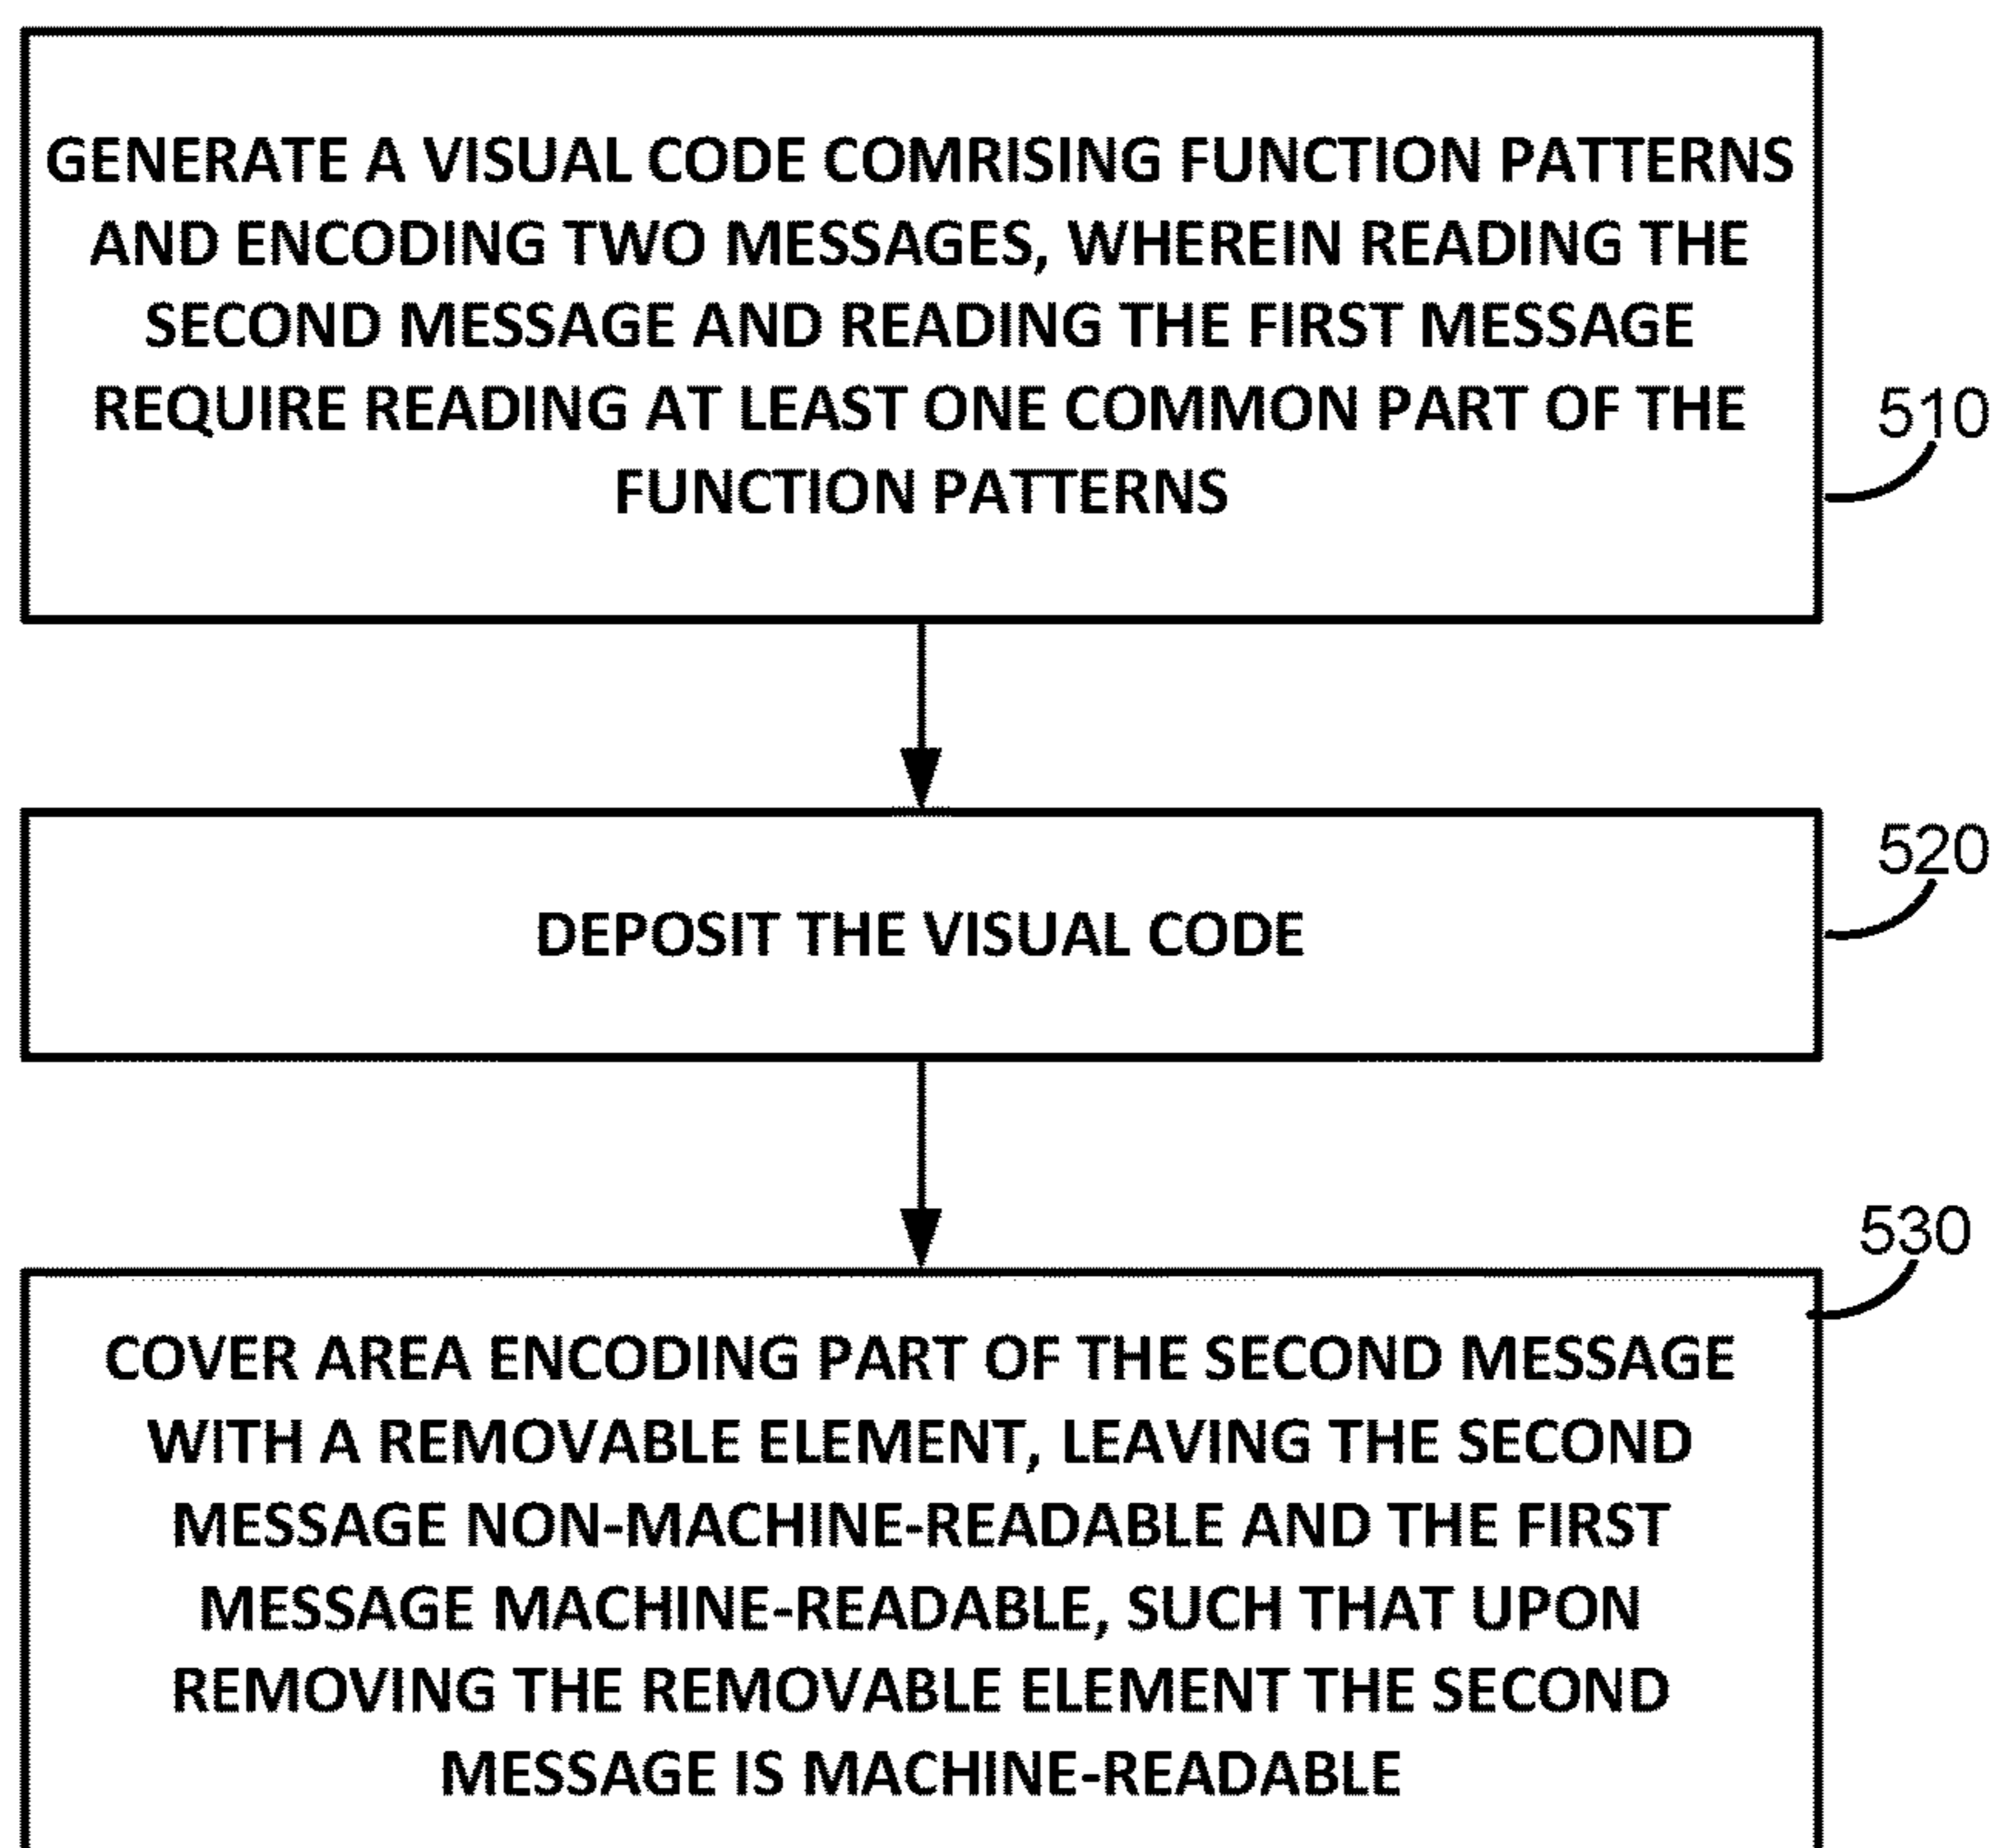 GENERATE A VISUAL CODE COMRISING FUNCTION PATTERNS
AND ENCODING TWO MESSAGES, WHEREIN READING THE
SECOND MESSAGE AND READING THE FIRST MESSAGE
REQUIRE READING AT LEAST ONE COMMON PART OF THE
FUNCTION PATTERNS
510
520
DEPOSIT THE VISUAL CODE
530
COVER AREA ENCODING PART OF THE SECOND MESSAGE
WITH A REMOVABLE ELEMENT, LEAVING THE SECOND
MESSAGE NON-MACHINE-READABLE AND THE FIRST
MESSAGE MACHINE-READABLE, SUCH THAT UPON
REMOVING THE REMOVABLE ELEMENT THE SECOND
MESSAGE IS MACHINE-READABLE